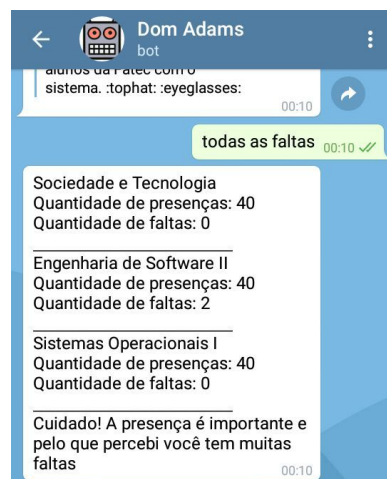 Dom Adams
bot
alunos da Fatec com o
sistema. :tophat: :eyeglasses:
00:10
todas as faltas 00:10
Sociedade e Tecnologia
Quantidade de presenças: 40
Quantidade de faltas: 0
Engenharia de Software II
Quantidade de presenças: 40
Quantidade de faltas: 2
Sistemas Operacionais I
Quantidade de presenças: 40
Quantidade de faltas: 0
Cuidado! A presença é importante e
pelo que percebi você tem muitas
faltas
00:10